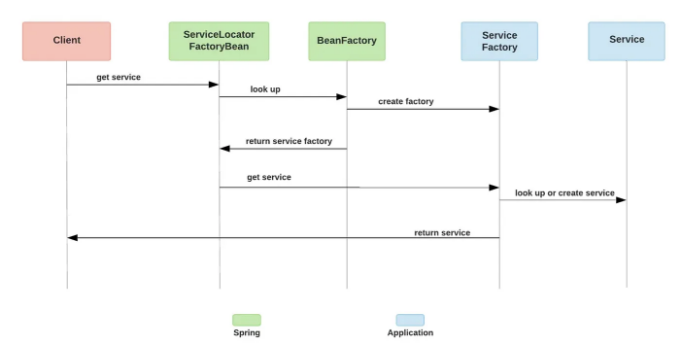 Client
ServiceLocator
FactoryBean
BeanFactory
Service
Factory
Service
get service
look up
create factory
return service factory
get service
look up or create service
return service
Spring
Application